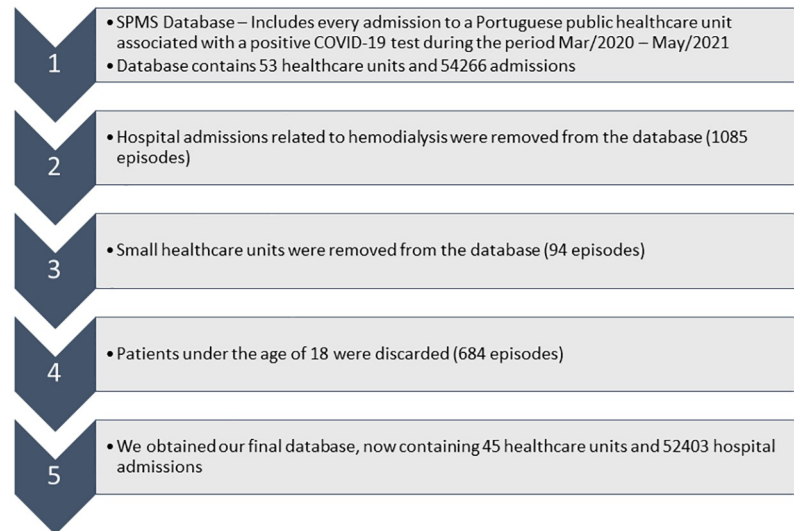 1
•SPMS Database – Includes every admission to a Portuguese public healthcare unit
associated with a positive COVID-19 test during the period Mar/2020 – May/2021
•Database contains 53 healthcare units and 54266 admissions
2
•Hospital admissions related to hemodialysis were removed from the database (1085
episodes)
3
•Small healthcare units were removed from the database (94 episodes)
4
•Patients under the age of 18 were discarded (684 episodes)
5
•We obtained our final database, now containing 45 healthcare units and 52403 hospital
admissions